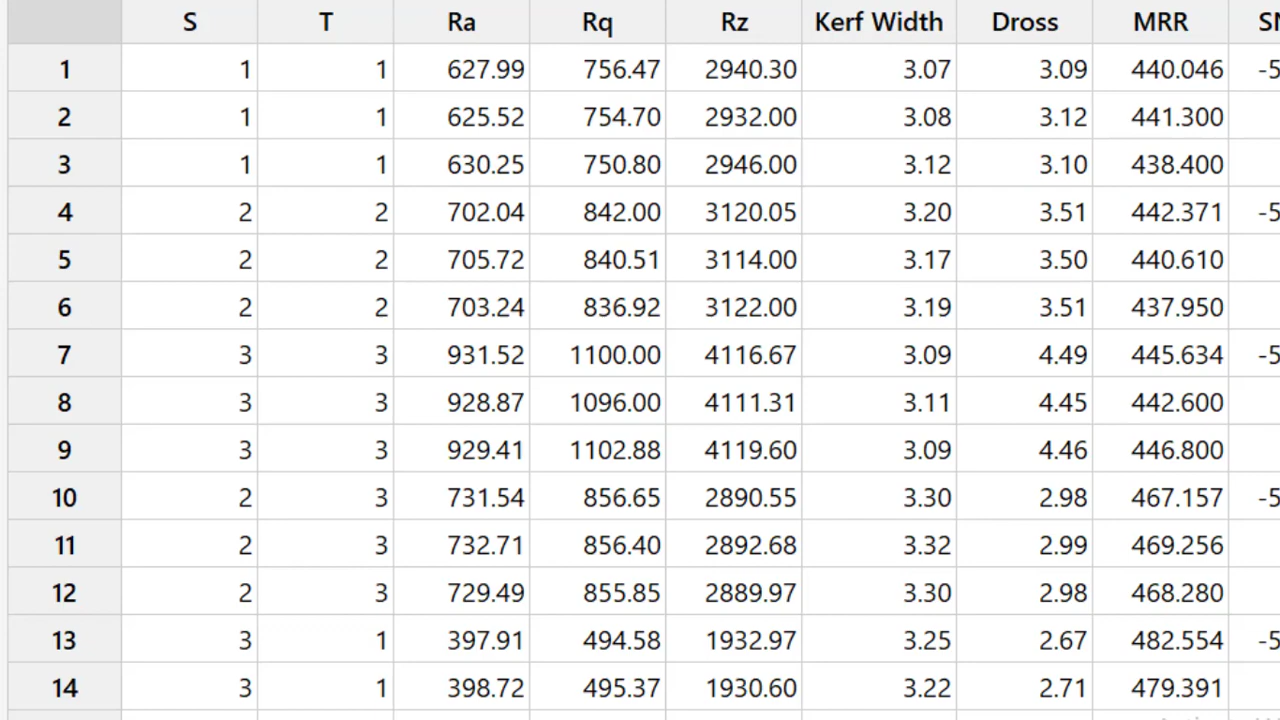 S T Ra Rq Rz Kerf Width Dross MRR
1 1 1 627.99 756.47 2940.30 3.07 3.09 440.046 -5
2 1 1 625.52 754.70 2932.00 3.08 3.12 441.300
3 1 1 630.25 750.80 2946.00 3.12 3.10 438.400
4 2 2 702.04 842.00 3120.05 3.20 3.51 442.371 -5
5 2 2 705.72 840.51 3114.00 3.17 3.50 440.610
6 2 2 703.24 836.92 3122.00 3.19 3.51 437.950
7 3 3 931.52 1100.00 4116.67 3.09 4.49 445.634 -5
8 3 3 928.87 1096.00 4111.31 3.11 4.45 442.600
9 3 3 929.41 1102.88 4119.60 3.09 4.46 446.800
10 2 3 731.54 856.65 2890.55 3.30 2.98 467.157 -5
11 2 3 732.71 856.40 2892.68 3.32 2.99 469.256
12 2 3 729.49 855.85 2889.97 3.30 2.98 468.280
13 3 1 397.91 494.58 1932.97 3.25 2.67 482.554 -5
14 3 1 398.72 495.37 1930.60 3.22 2.71 479.391